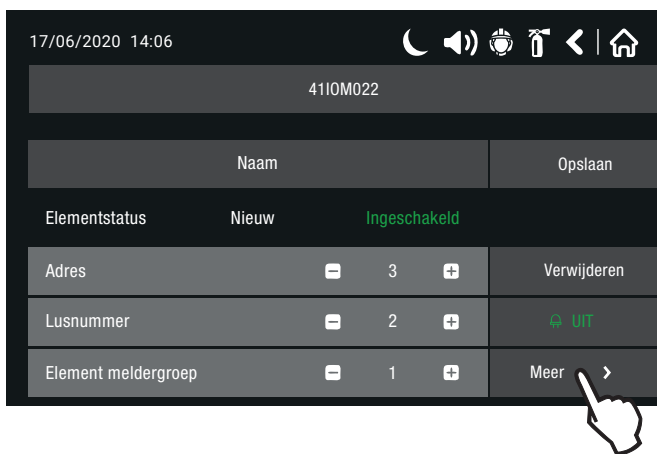 17/06/2020 14:06
41IOM022
Naam Opslaan
Elementstatus Nieuw Ingeschakeld
Adres 3 Verwijderen
Lusnummer 2 UIT
Element meldergroep 1 Meer